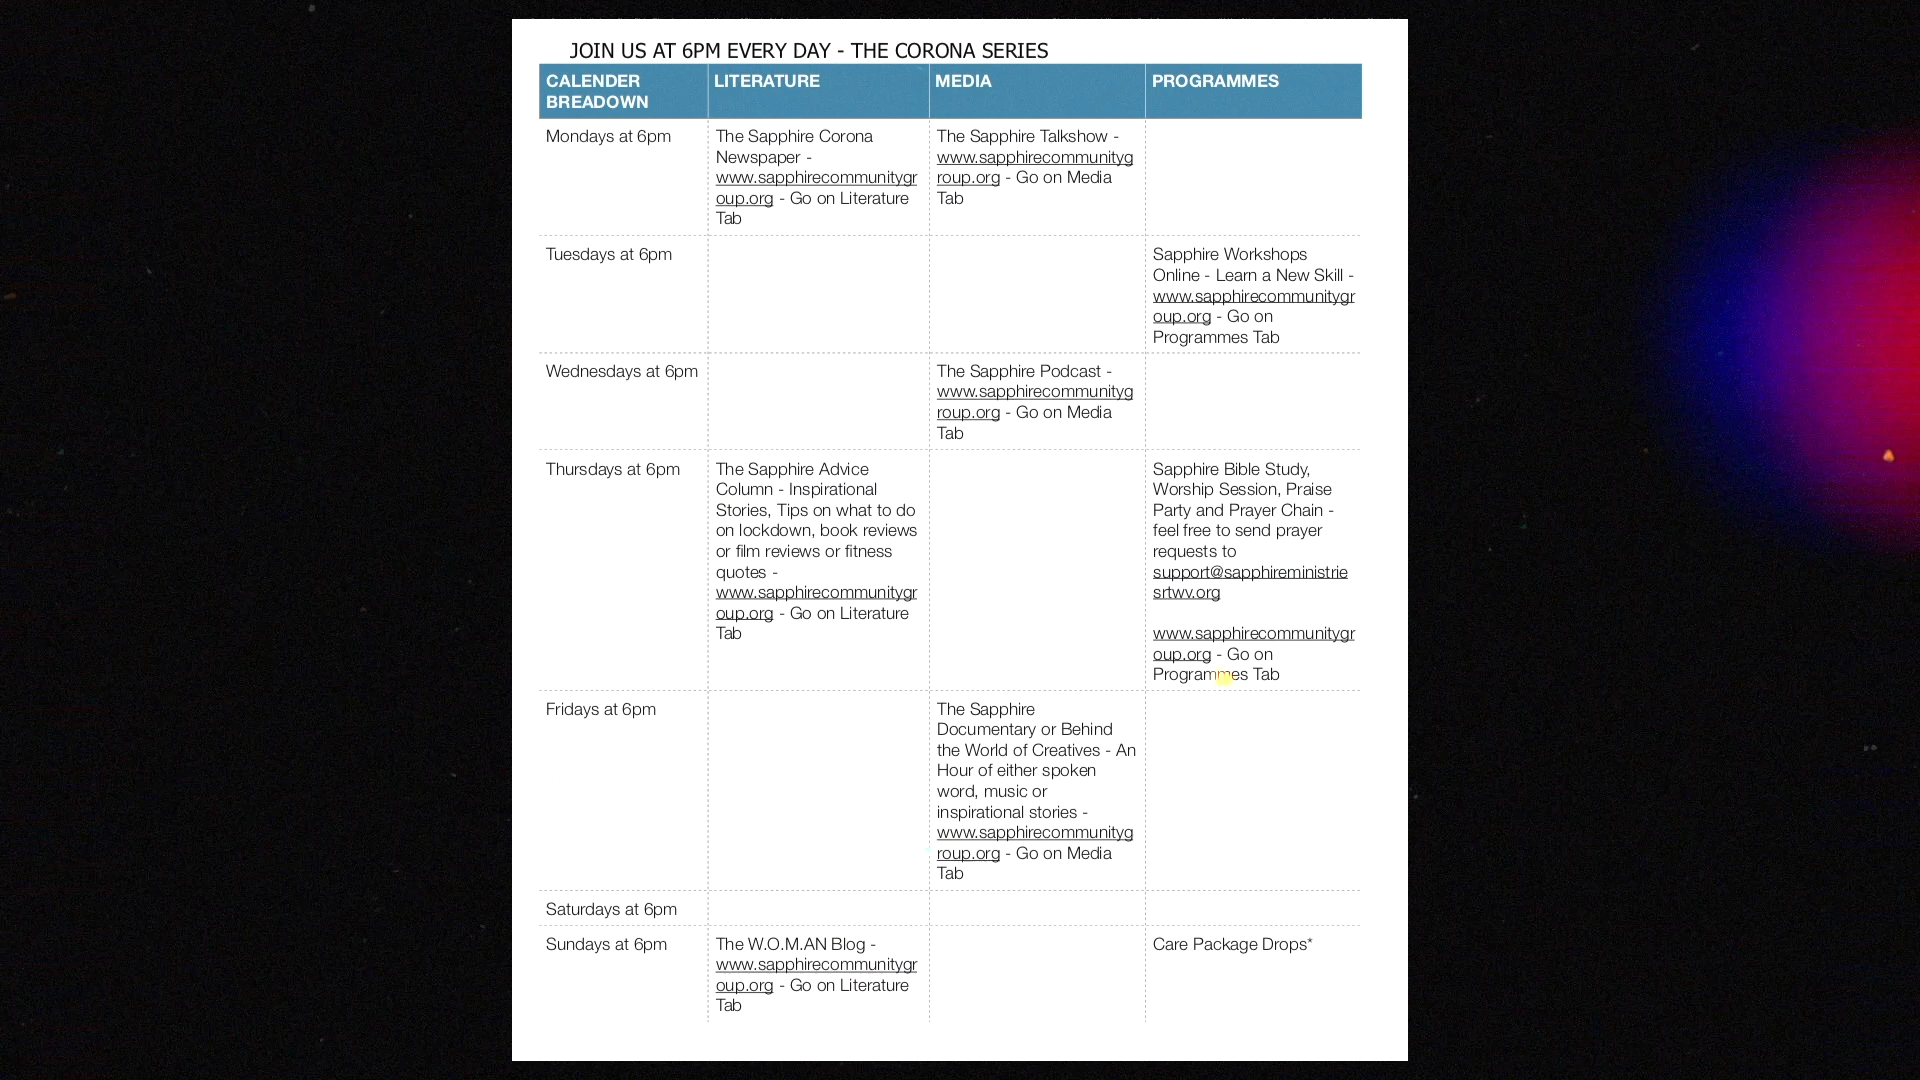 JOIN US AT 6PM EVERY DAY - THE CORONA SERIES
CALENDER
BREADOWN
LITERATURE
MEDIA
PROGRAMMES
Mondays at 6pm
The Sapphire Corona
Newspaper -
www.sapphirecommunitygr
oup.org - Go on Literature
Tab
The Sapphire Talkshow -
www.sapphirecommunityg
roup.org - Go on Media
Tab
Tuesdays at 6pm
Sapphire Workshops
Online - Learn a New Skill -
www.sapphirecommunitygr
oup.org - Go on
Programmes Tab
Wednesdays at 6pm
The Sapphire Podcast -
www.sapphirecommunityg
roup.org - Go on Media
Tab
Thursdays at 6pm
The Sapphire Advice
Column - Inspirational
Stories, Tips on what to do
on lockdown, book reviews
or film reviews or fitness
quotes -
www.sapphirecommunitygr
oup.org - Go on Literature
Tab
Sapphire Bible Study,
Worship Session, Praise
Party and Prayer Chain -
feel free to send prayer
requests to
support@sapphireministrie
srtwv.org
www.sapphirecommunitygr
oup.org - Go on
Programmes Tab
Fridays at 6pm
The Sapphire
Documentary or Behind
the World of Creatives - An
Hour of either spoken
word, music or
inspirational stories -
www.sapphirecommunityg
roup.org - Go on Media
Tab
Saturdays at 6pm
Sundays at 6pm
The W.O.M.AN Blog -
www.sapphirecommunitygr
oup.org - Go on Literature
Tab
Care Package Drops*